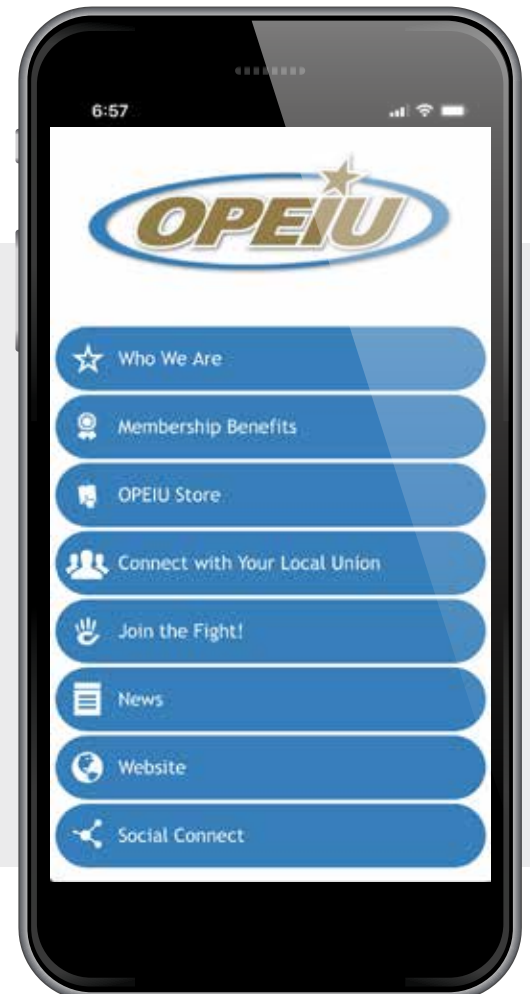 6:57
OPEIU
Who We Are
Membership Benefits
OPEIU Store
Connect with Your Local Union
Join the Fight!
News
Website
Social Connect